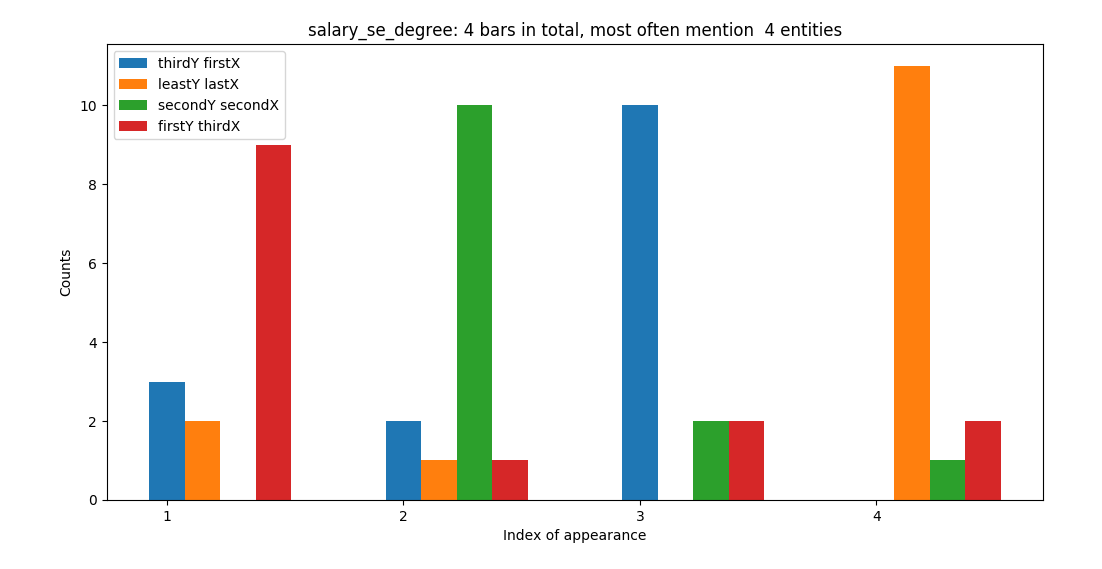 salary_se_degree: 4 bars in total, most often mention  4 entities
thirdY firstX
leastY lastX
secondY secondX
firstY thirdX
Counts
10
8
6
4
2
0
1 2 3 4
Index of appearance